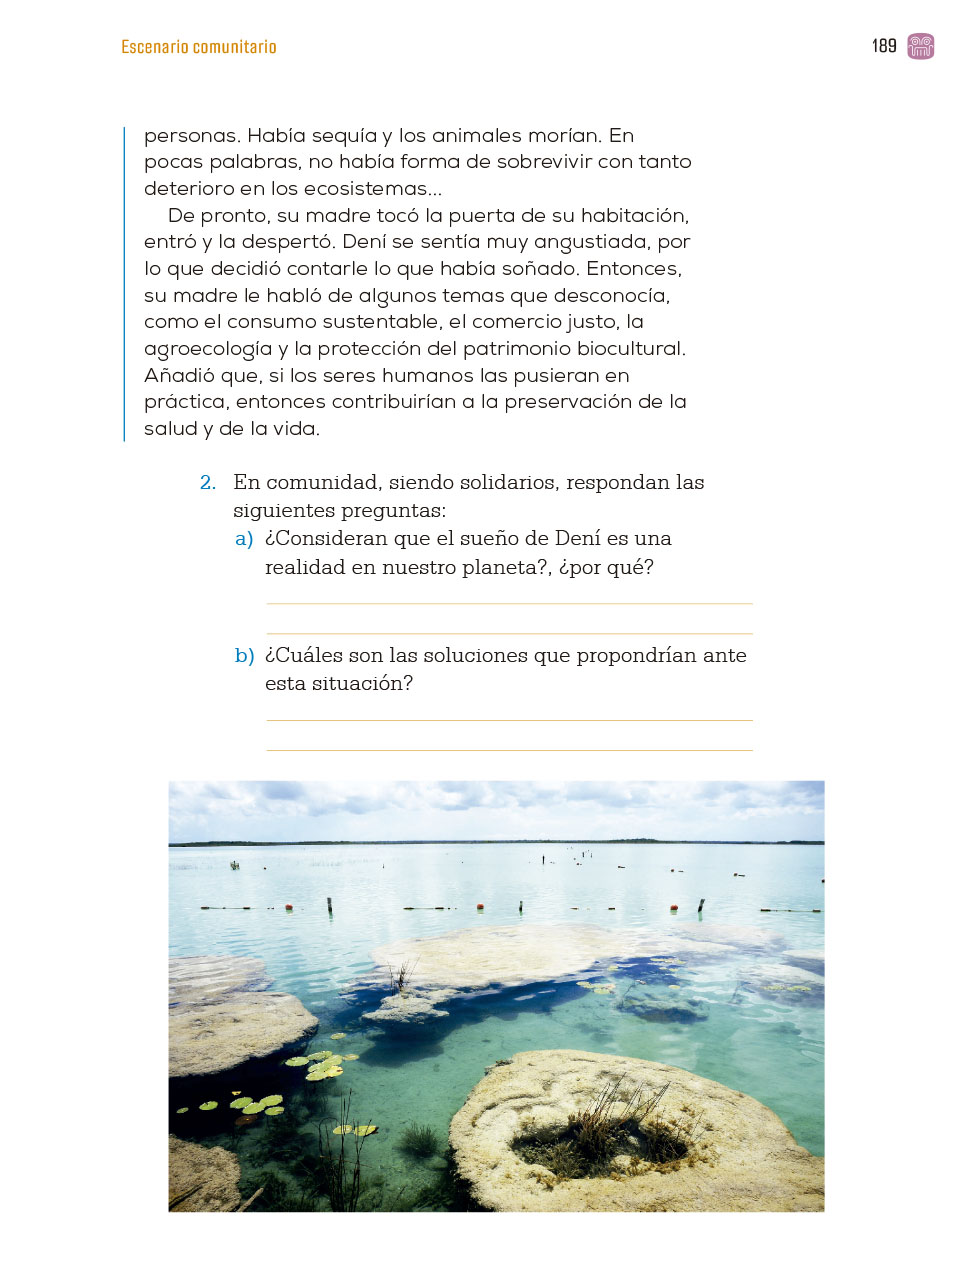 Escenario comunitario
189
personas. Había sequía y los animales morían. En
pocas palabras, no había forma de sobrevivir con tanto
deterioro en los ecosistemas...
De pronto, su madre tocó la puerta de su habitación,
entró y la despertó. Dení se sentía muy angustiada, por
lo que decidió contarle lo que había soñado. Entonces,
su madre le habló de algunos temas que desconocía,
como el consumo sustentable, el comercio justo, la
agroecología y la protección del patrimonio biocultural.
Añadió que, si los seres humanos las pusieran en
práctica, entonces contribuirían a la preservación de la
salud y de la vida.
2. En comunidad, siendo solidarios, respondan las
siguientes preguntas:
a) ¿Consideran que el sueño de Dení es una
realidad en nuestro planeta?, ¿por qué?
b) ¿Cuáles son las soluciones que propondrían ante
esta situación?